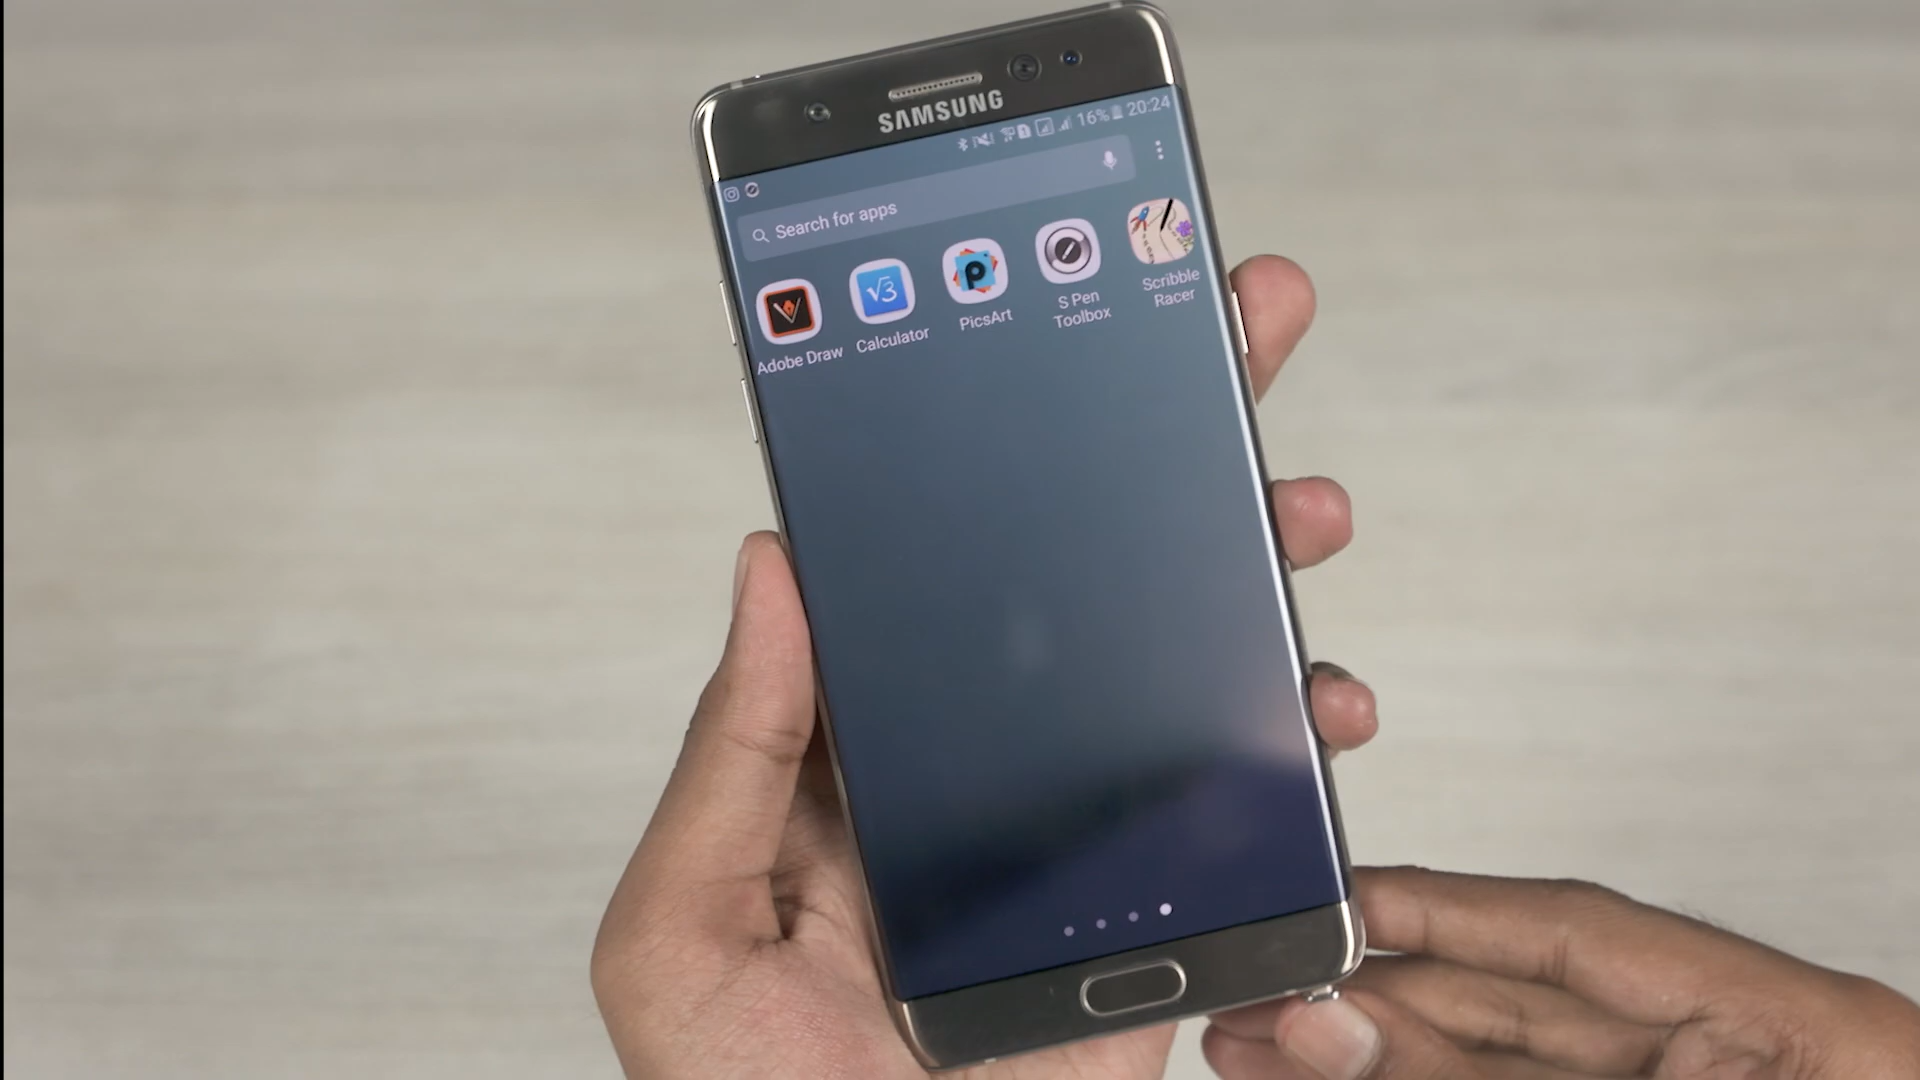 SAMSUNG
16% 20:24
Search for apps
Adobe Draw
Calculator
PicsArt
S Pen
Toolbox
Scribble
Racer